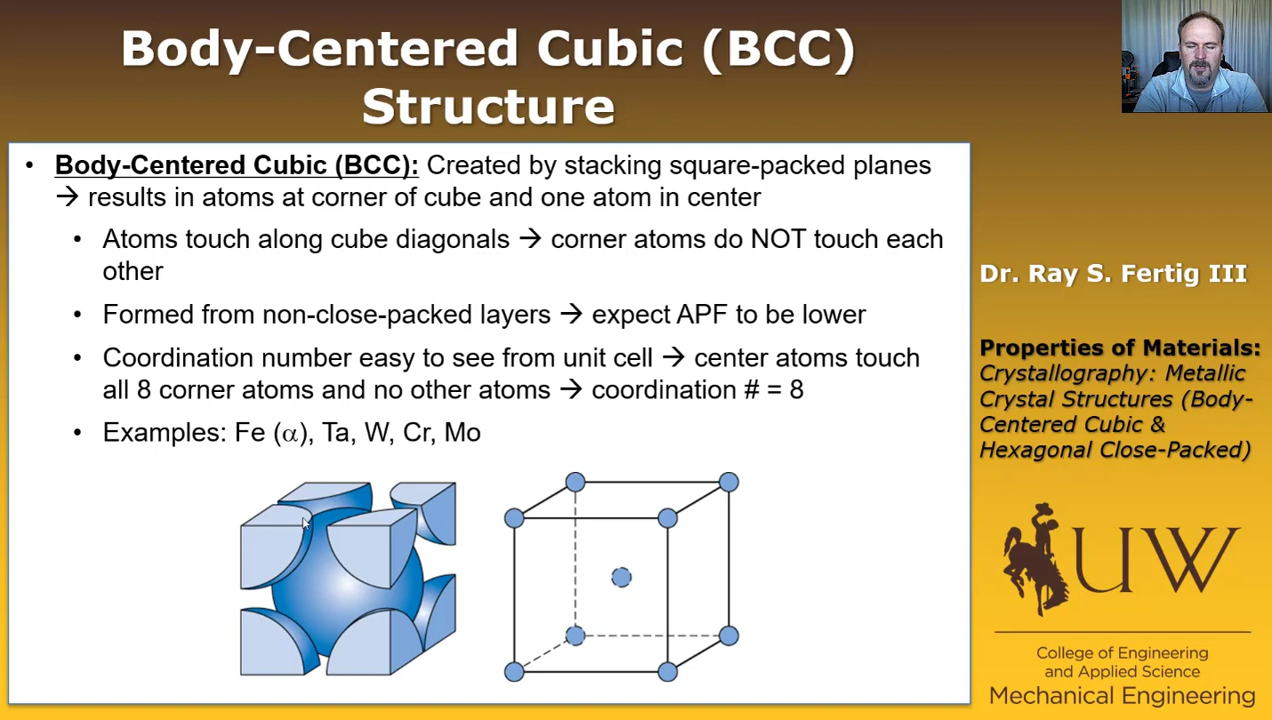 Body-Centered Cubic (BCC)
Structure
• Body-Centered Cubic (BCC): Created by stacking square-packed planes
→ results in atoms at corner of cube and one atom in center
• Atoms touch along cube diagonals → corner atoms do NOT touch each
other
• Formed from non-close-packed layers → expect APF to be lower
• Coordination number easy to see from unit cell → center atoms touch
all 8 corner atoms and no other atoms → coordination # = 8
• Examples: Fe (α), Ta, W, Cr, Mo
Dr. Ray S. Fertig III
Properties of Materials:
Crystallography: Metallic
Crystal Structures (Body-
Centered Cubic &
Hexagonal Close-Packed)
UW
College of Engineering
and Applied Science
Mechanical Engineering